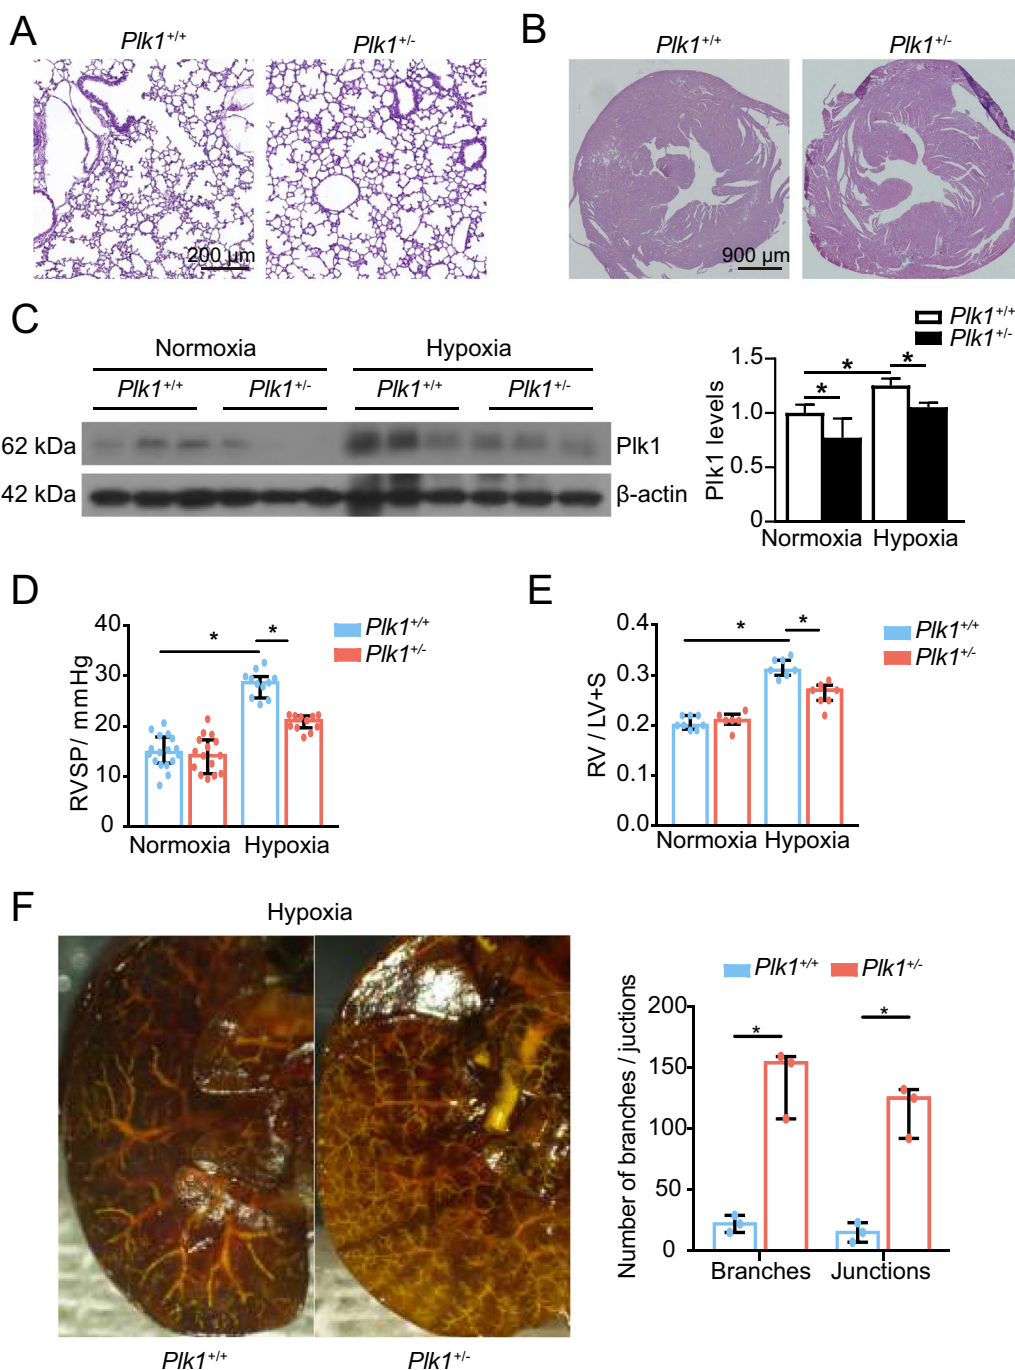 A
Plk1+/+
Plk1+/-
200 µm
B
Plk1+/+
Plk1+/-
900 µm
C
Normoxia
Hypoxia
Plk1+/+
Plk1+/-
Plk1+/+
Plk1+/-
62 kDa
Plk1
42 kDa
β-actin
Plk1+/+
Plk1+/-
Plk1 levels
1.5
1.0
0.5
0
*
*
*
Normoxia
Hypoxia
D
RVSP/ mmHg
40
30
20
10
0
*
*
Plk1+/+
Plk1+/-
Normoxia
Hypoxia
E
RV / LV+S
0.4
0.3
0.2
0.1
0.0
*
*
Plk1+/+
Plk1+/-
Normoxia
Hypoxia
F
Hypoxia
Plk1+/+
Plk1+/-
Plk1+/+
Plk1+/-
Number of branches / juctions
200
150
100
50
0
*
*
Branches
Junctions